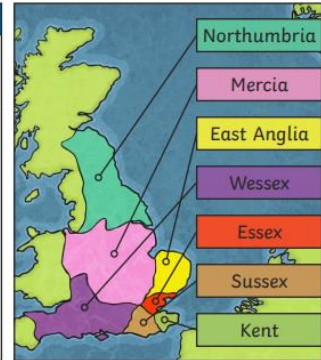 Northumbria
Mercia
East Anglia
Wessex
Essex
Sussex
Kent